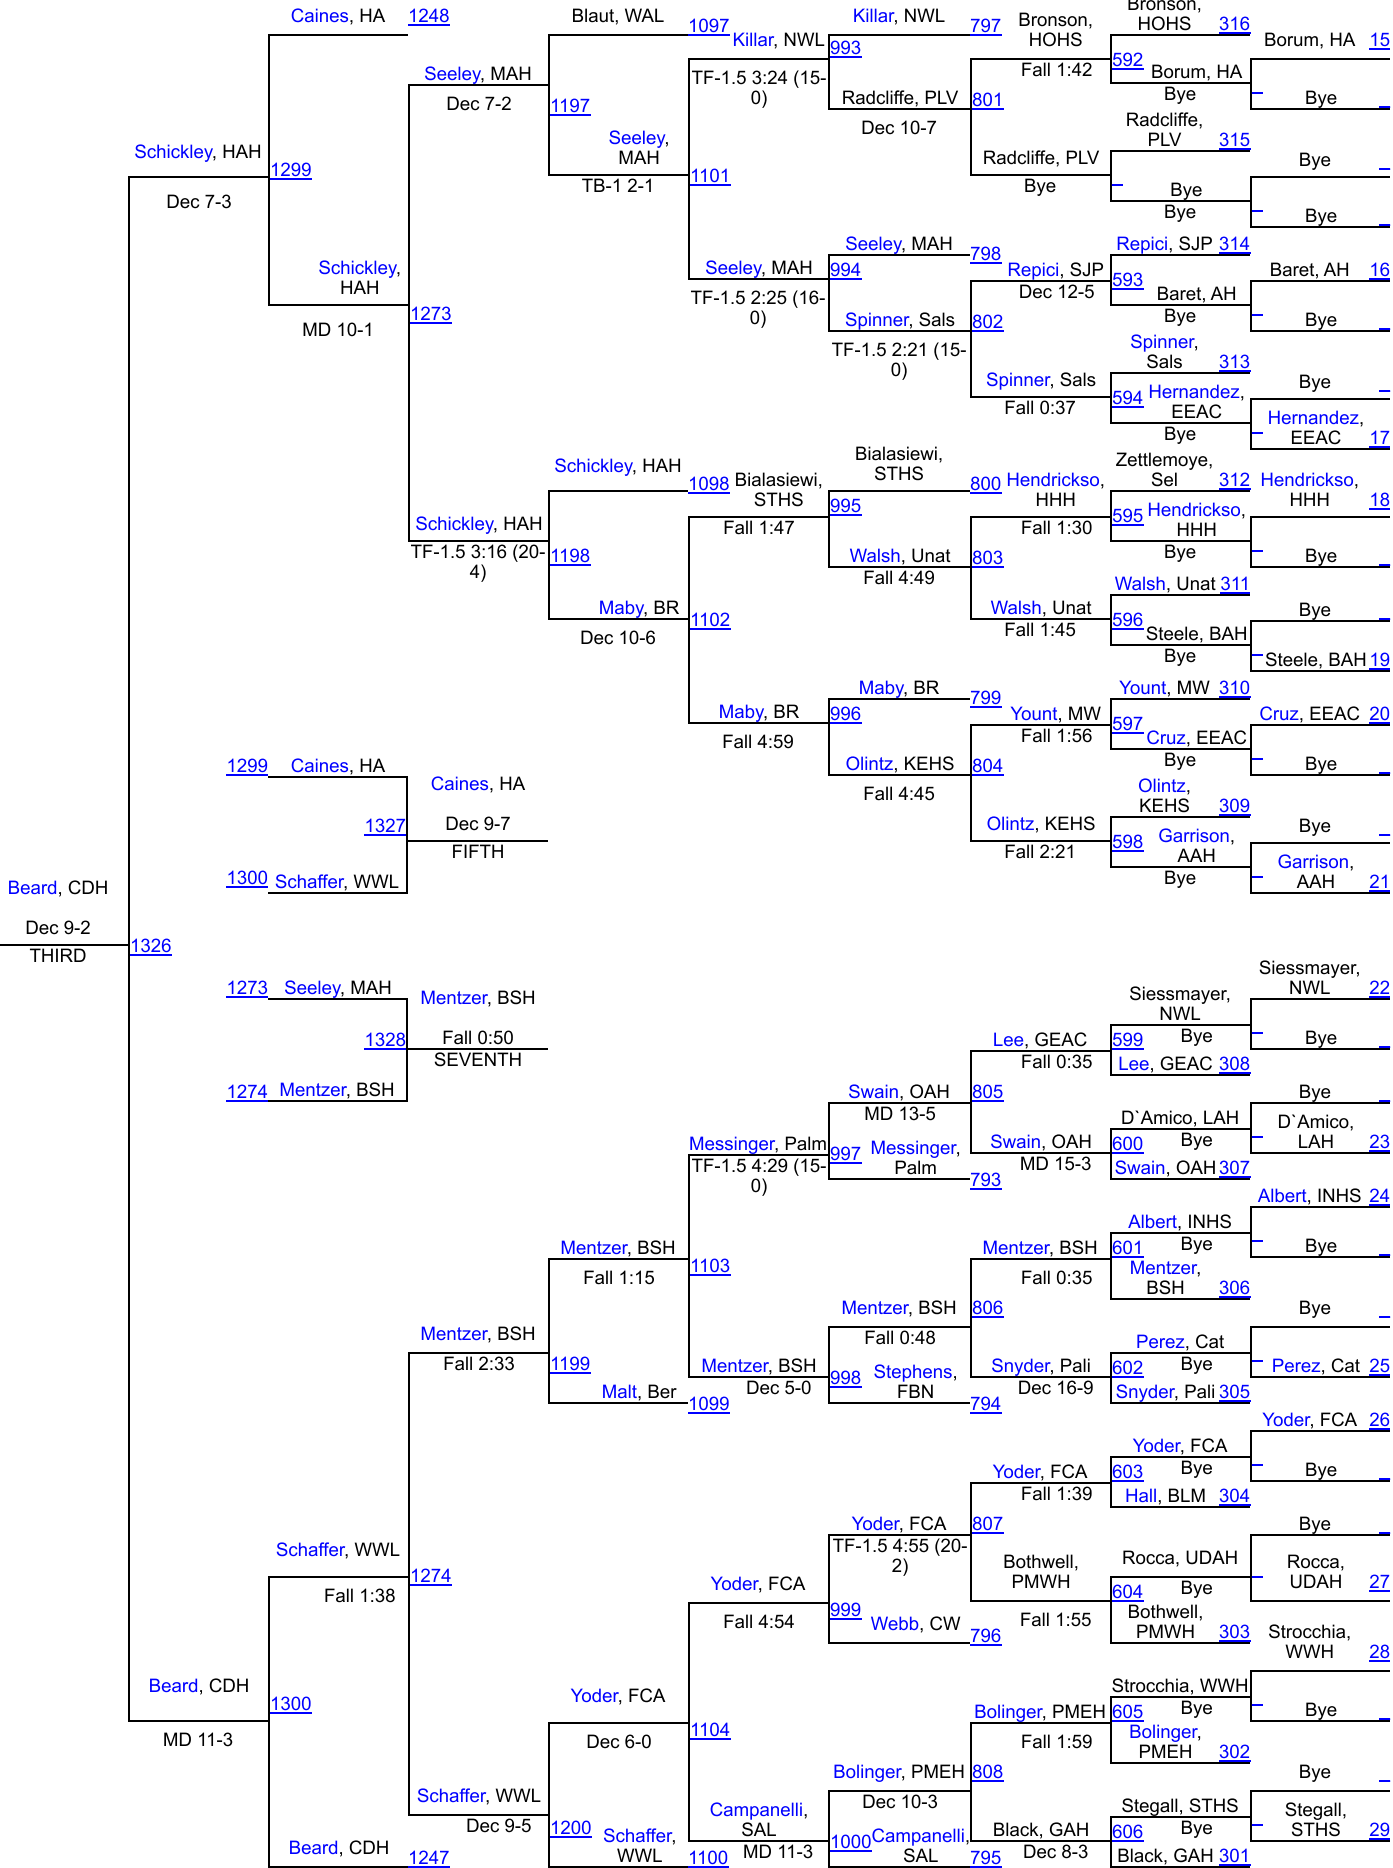 Caines, HA 1248
Blaut, WAL 1097
Killar, NWL 797
Bronson,
HOHS
Bronson,
HOHS 316
Borum, HA 15
Killar, NWL 993
Fall 1:42 592
Borum, HA
Bye
Bye
Seeley, MAH
Dec 7-2
1197
TF-1.5 3:24 (15-
0)
Radcliffe, PLV 801
Dec 10-7
Radcliffe,
PLV 315
Seeley,
MAH
TB-1 2-1
1101
Radcliffe, PLV
Bye
Bye
Bye
Bye
Bye
Schickley, HAH
Dec 7-3
1299
Seeley, MAH 798
Repici, SJP 314
Seeley, MAH 994
TF-1.5 2:25 (16-
0)
Repici, SJP 593
Dec 12-5
Baret, AH 16
Baret, AH
Bye
Bye
Schickley,
HAH
MD 10-1
1273
Spinner, Sals 802
TF-1.5 2:21 (15-
0)
Spinner,
Sals 313
Spinner, Sals
Fall 0:37
594 Hernandez,
EEAC
Bye
Bye
Hernandez,
EEAC 17
Schickley, HAH 1098
Bialasiewi,
STHS
Fall 1:47
Bialasiewi,
STHS 800
995
Hendrickso,
HHH
Fall 1:30
Zettlemoye,
Sel 312
Hendrickso,
HHH 18
595 Hendrickso,
HHH
Bye
Bye
Schickley, HAH
TF-1.5 3:16 (20-
4)
1198
Walsh, Unat 803
Fall 4:49
Walsh, Unat 311
Maby, BR 1102
Dec 10-6
Walsh, Unat
Fall 1:45
596
Steele, BAH
Bye
Bye
Steele, BAH 19
Maby, BR 799
Yount, MW 310
Maby, BR 996
Fall 4:59
Yount, MW 597
Fall 1:56
Cruz, EEAC
Bye
Cruz, EEAC 20
Bye
1299 Caines, HA
Caines, HA
Olintz, KEHS 804
Fall 4:45
Olintz,
KEHS 309
1327 Dec 9-7
FIFTH
Olintz, KEHS
Fall 2:21
598 Garrison,
AAH
Bye
Bye
Garrison,
AAH 21
1300 Schaffer, WWL
Beard, CDH
Dec 9-2
THIRD
1326
1273 Seeley, MAH
Mentzer, BSH
1328 Fall 0:50
SEVENTH
1274 Mentzer, BSH
Siessmayer,
NWL 22
Siessmayer,
NWL
Bye
Bye
Lee, GEAC 599
Fall 0:35
Lee, GEAC 308
Swain, OAH 805
MD 13-5
D`Amico, LAH
Bye
Bye
D`Amico,
LAH 23
Messinger, Palm 997
TF-1.5 4:29 (15-
0)
Messinger,
Palm 793
Swain, OAH 600
MD 15-3
Swain, OAH 307
Albert, INHS 24
Mentzer, BSH
Fall 1:15
1103
Mentzer, BSH 601
Fall 0:35
Albert, INHS
Bye
Bye
Mentzer,
BSH 306
Mentzer, BSH
Fall 2:33
1199
Mentzer, BSH 806
Fall 0:48
Mentzer, BSH 998
Dec 5-0
Stephens,
FBN 794
Snyder, Pali 602
Dec 16-9
Perez, Cat
Bye
Snyder, Pali 305
Bye
Perez, Cat 25
Malt, Ber 1099
Yoder, FCA 26
Yoder, FCA
Bye
Bye
Yoder, FCA 603
Fall 1:39
Hall, BLM 304
Yoder, FCA 807
TF-1.5 4:55 (20-
2)
Schaffer, WWL
Fall 1:38
1274
Yoder, FCA 999
Fall 4:54
Webb, CW 796
Bothwell,
PMWH
Fall 1:55
Rocca, UDAH
604 Bye
Bothwell,
PMWH 303
Bye
Rocca,
UDAH 27
Strocchia,
WWH 28
Beard, CDH
MD 11-3
1300
Yoder, FCA
Dec 6-0
1104
Bolinger, PMEH 605
Fall 1:59
Strocchia, WWH
Bye
Bye
Bolinger,
PMEH 302
Bolinger, PMEH 808
Dec 10-3
Schaffer, WWL
Dec 9-5
1200
Schaffer,
WWL 1100
Campanelli,
SAL
MD 11-3
1000 Campanelli,
SAL 795
Black, GAH 606
Dec 8-3
Stegall, STHS
Bye
Black, GAH 301
Bye
Stegall,
STHS 29
Beard, CDH 1247